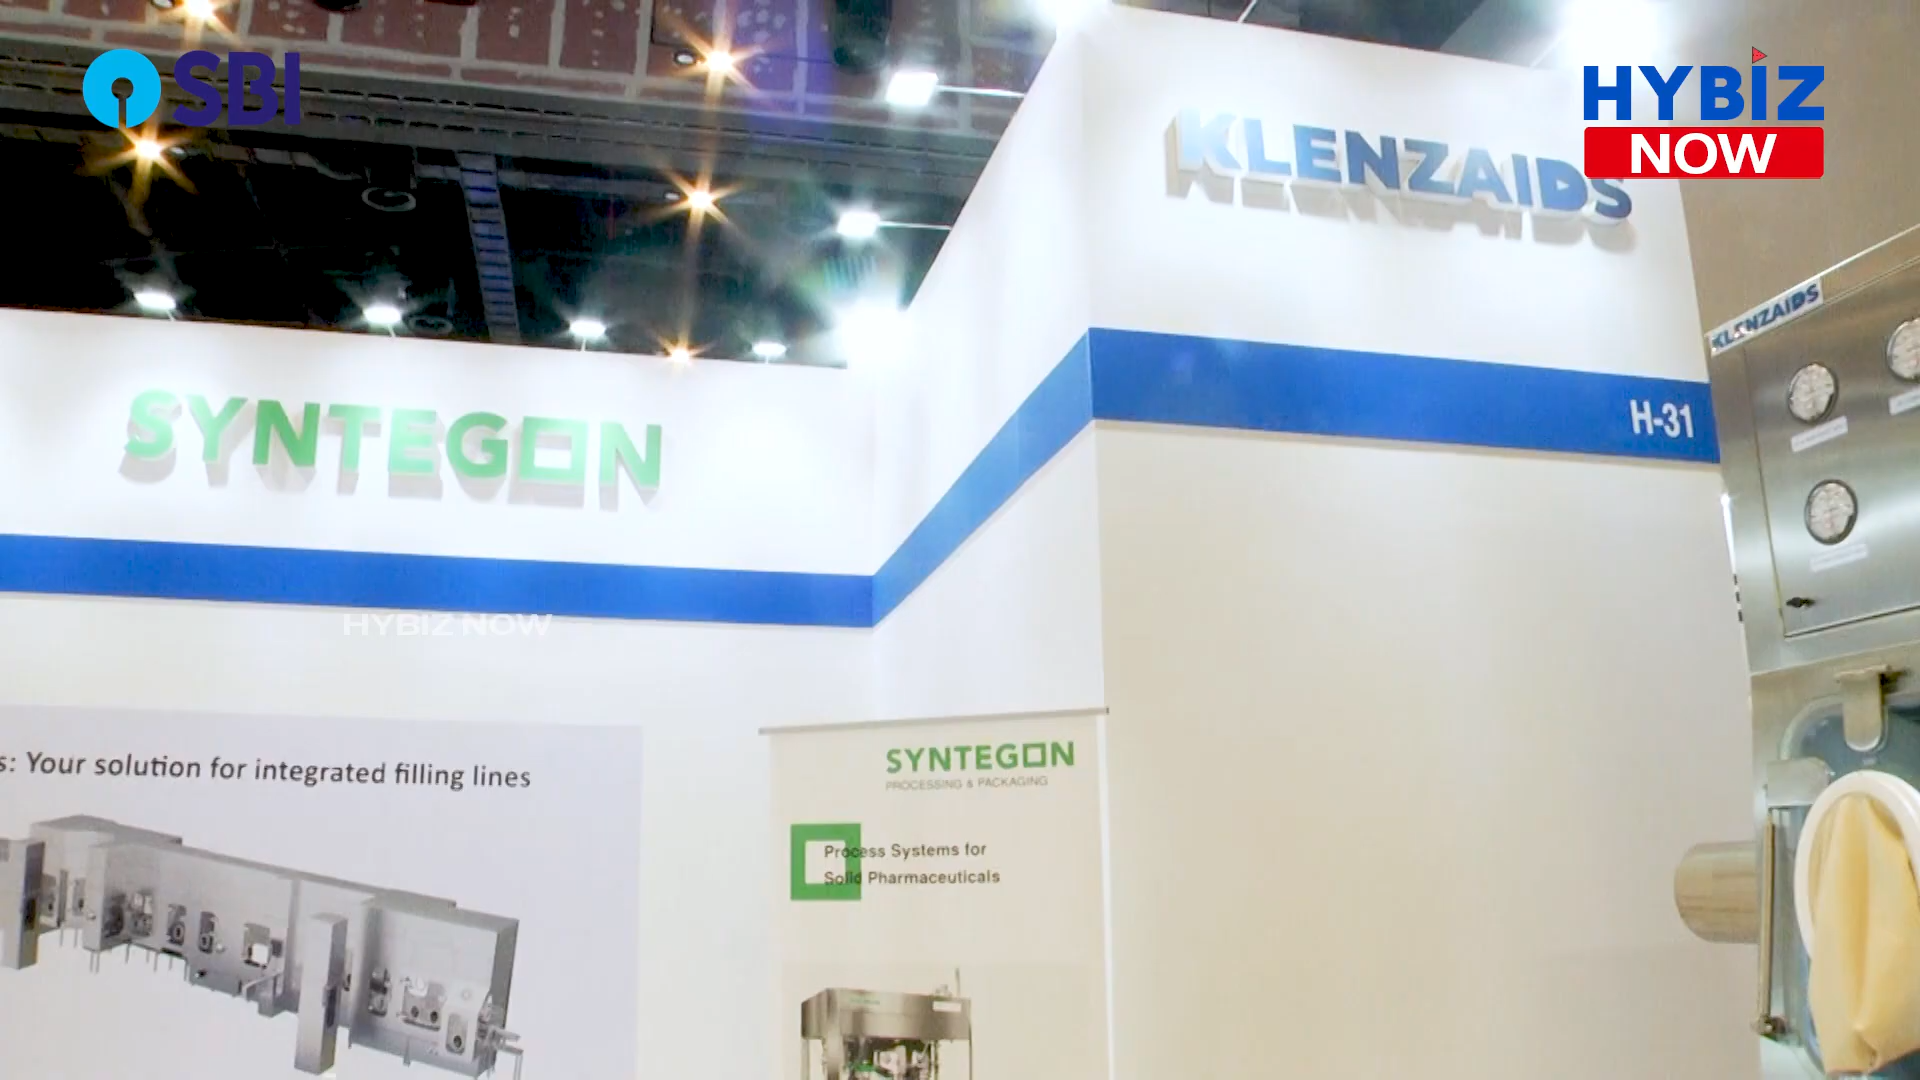 SBI
HYBIZ
NOW
KLENZAIDS
KLENZAIDS
H-31
SYNTEGON
HYBIZ NOW
s: Your solution for integrated filling lines
SYNTEGON
PROCESSING & PACKAGING
Process Systems for
Solid Pharmaceuticals